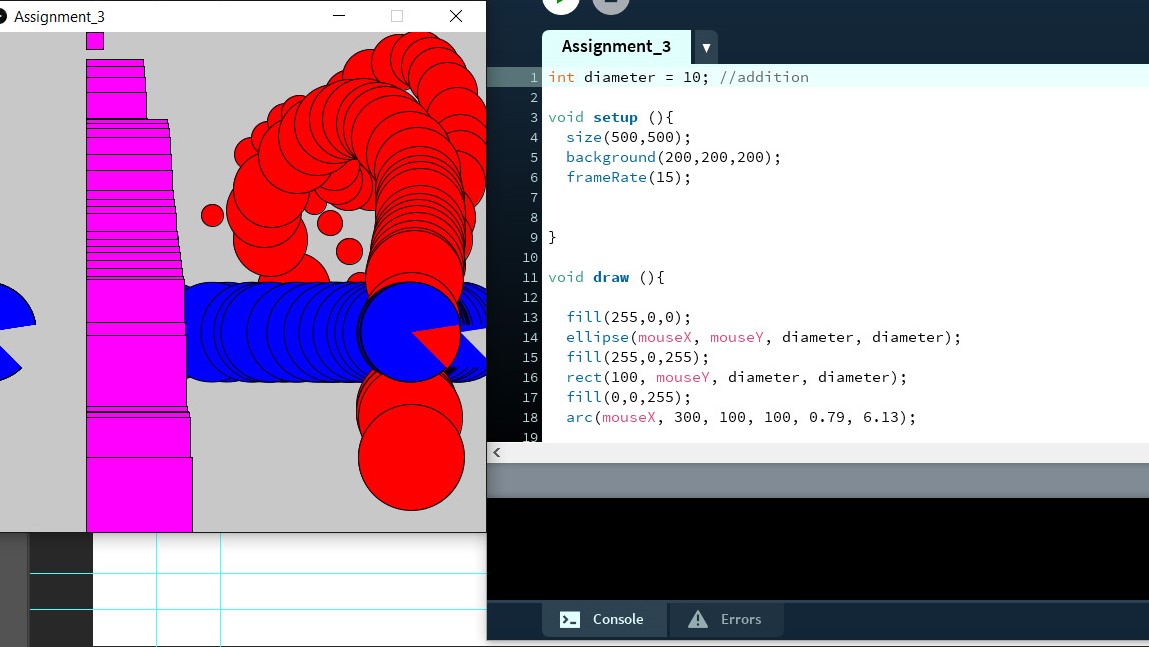 Assignment_3
Assignment_3
1 int diameter = 10; //addition
2
3 void setup (){
4 size(500,500);
5 background(200,200,200);
6 frameRate(15);
7
8
9 }
10
11 void draw (){
12
13 fill(255,0,0);
14 ellipse(mouseX, mouseY, diameter, diameter);
15 fill(255,0,255);
16 rect(100, mouseY, diameter, diameter);
17 fill(0,0,255);
18 arc(mouseX, 300, 100, 100, 0.79, 6.13);
19
Console
Errors